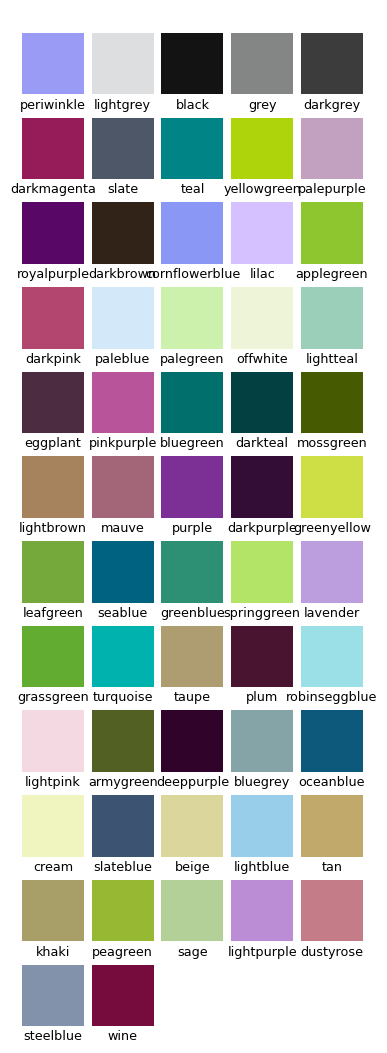 periwinkle lightgrey black grey darkgrey
darkmagenta slate teal yellowgreen palepurple
royalpurple darkbrown cornflowerblue lilac applegreen
darkpink paleblue palegreen offwhite lightteal
eggplant pinkpurple bluegreen darkteal mossgreen
lightbrown mauve purple darkpurple greenyellow
leafgreen seablue greenblue springgreen lavender
grassgreen turquoise taupe plum robinseggblue
lightpink armygreen deeppurple bluegrey oceanblue
cream slateblue beige lightblue tan
khaki peagreen sage lightpurple dustyrose
steelblue wine